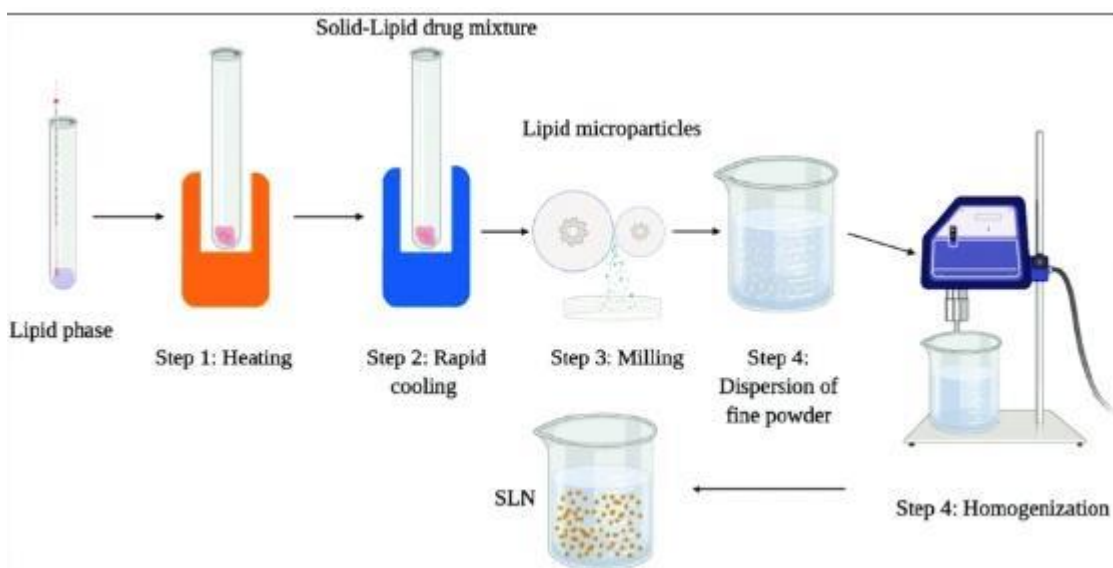 Solid-Lipid drug mixture
Lipid microparticles
Lipid phase
Step 1: Heating
Step 2: Rapid
cooling
Step 3: Milling
Step 4:
Dispersion of
fine powder
Step 4: Homogenization
SLN